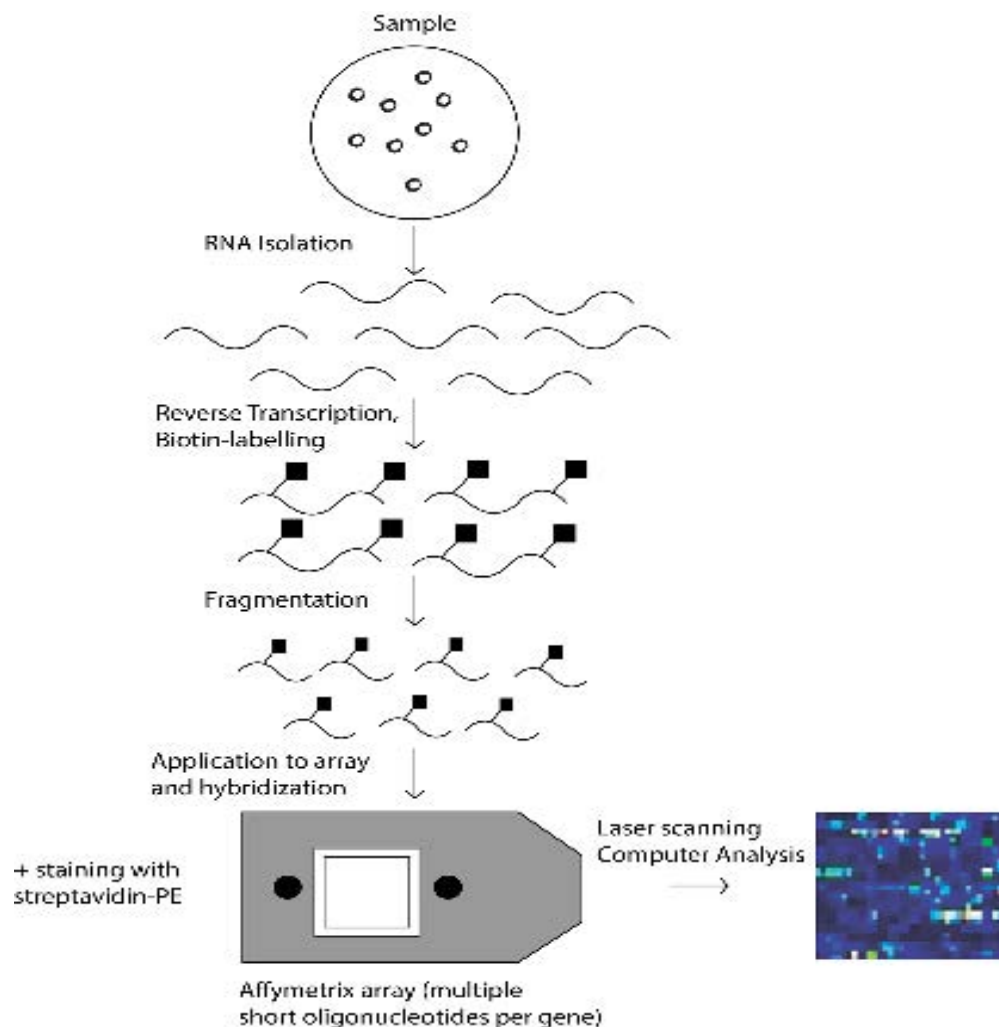 Sample
RNA Isolation
Reverse Transcription,
Biotin-labelling
Fragmentation
Application to array
and hybridization
+ staining with
streptavidin-PE
Laser scanning
Computer Analysis
Affymetrix array (multiple
short oligonucleotides per gene)